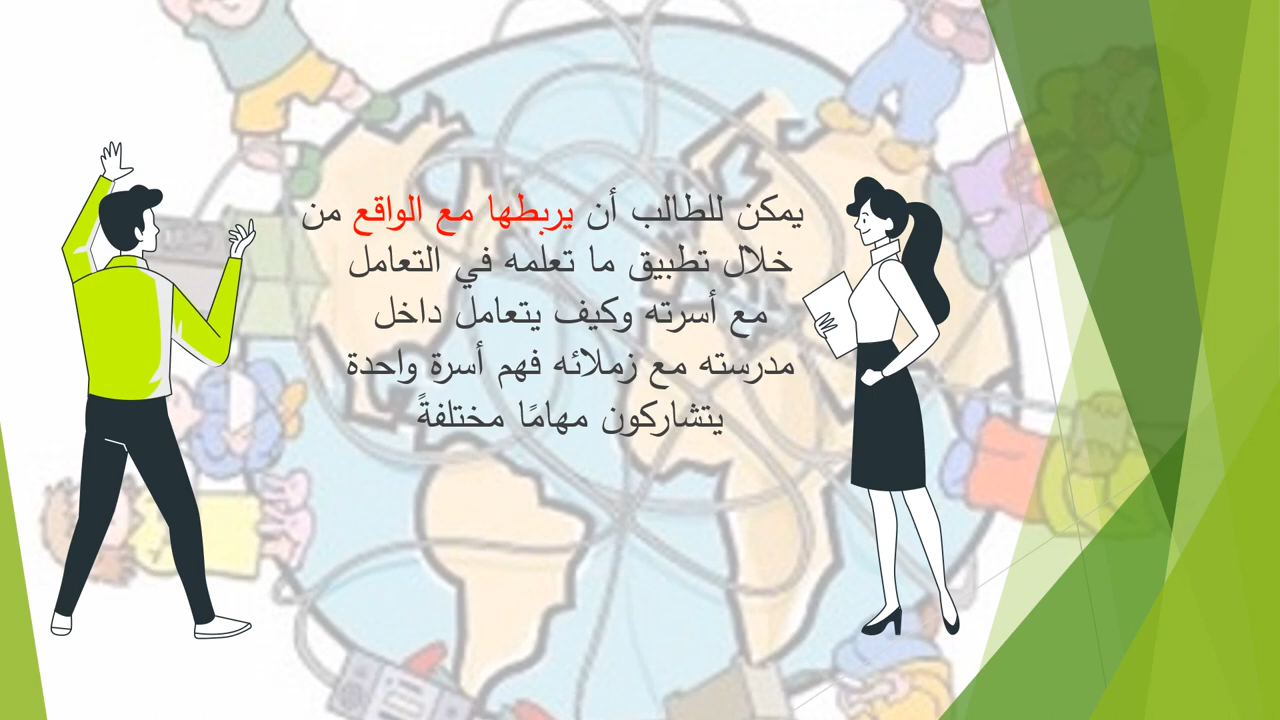 يمكن للطالب أن يربطها مع الواقع من
خلال تطبيق ما تعلمه في التعامل
مع أسرته وكيف يتعامل داخل
مدرسته مع زملائه فهم أسرة واحدة
يتشاركون مهامًا مختلفةً